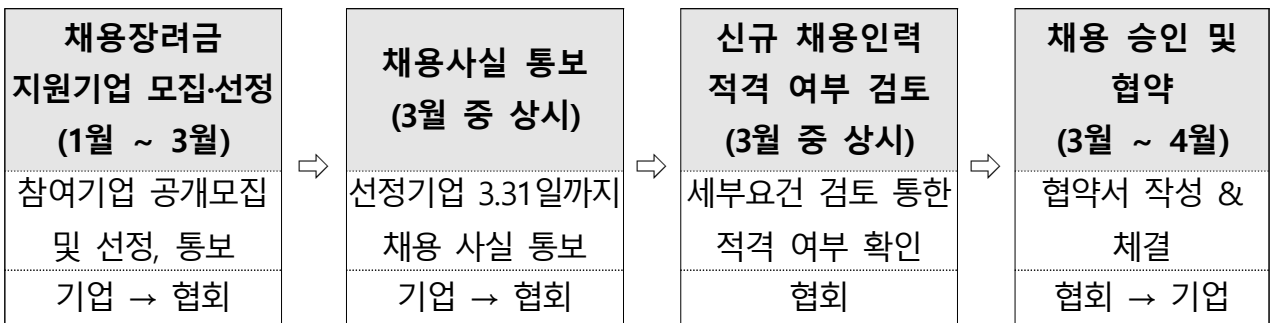 채용장려금
지원기업 모집·선정
(1월 ~ 3월)
참여기업 공개모집
및 선정, 통보
기업 → 협회
⇨
채용사실 통보
(3월 중 상시)
선정기업 3.31일까지
채용 사실 통보
기업 → 협회
⇨
신규 채용인력
적격 여부 검토
(3월 중 상시)
세부요건 검토 통한
적격 여부 확인
협회
⇨
채용 승인 및
협약
(3월 ~ 4월)
협약서 작성 &
체결
협회 → 기업